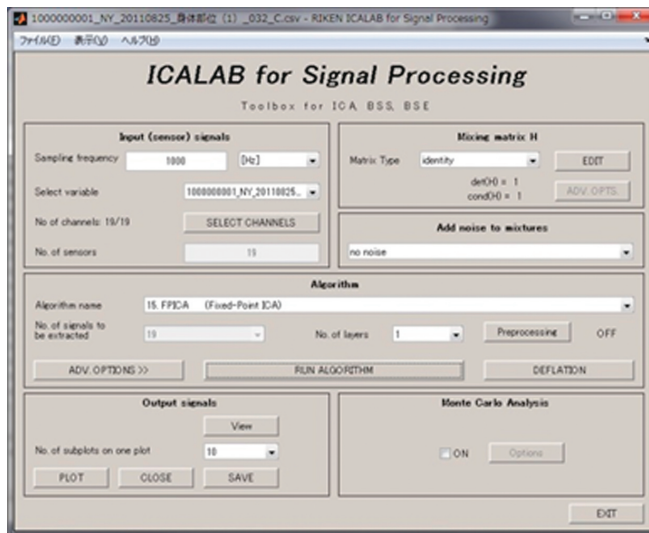 1000000001_NY_20110825_身体部位 (1) _032_C.csv - RIKEN ICALAB for Signal Processing
ファイル(F) 表示(V) ヘルプ(H)
ICALAB for Signal Processing
Toolbox for ICA, BSS, BSE
Input (sensor) signals
Sampling frequency 1000 [Hz]
Select variable 1000000001_NY_20110825...
No of channels: 19/19 SELECT CHANNELS
No. of sensors 19
Mixing matrix H
Matrix Type identity EDIT
det(H) = 1
cond(H) = 1
ADV. OPTS.
Add noise to mixtures
no noise
Algorithm
Algorithm name 15. FPICA (Fixed-Point ICA)
No. of signals to
be extracted 19 No. of layers 1 Preprocessing OFF
ADV. OPTIONS >> RUN ALGORITHM DEFLATION
Output signals
View
No. of subplots on one plot 10
PLOT CLOSE SAVE
Monte Carlo Analysis
ON Options
EXIT